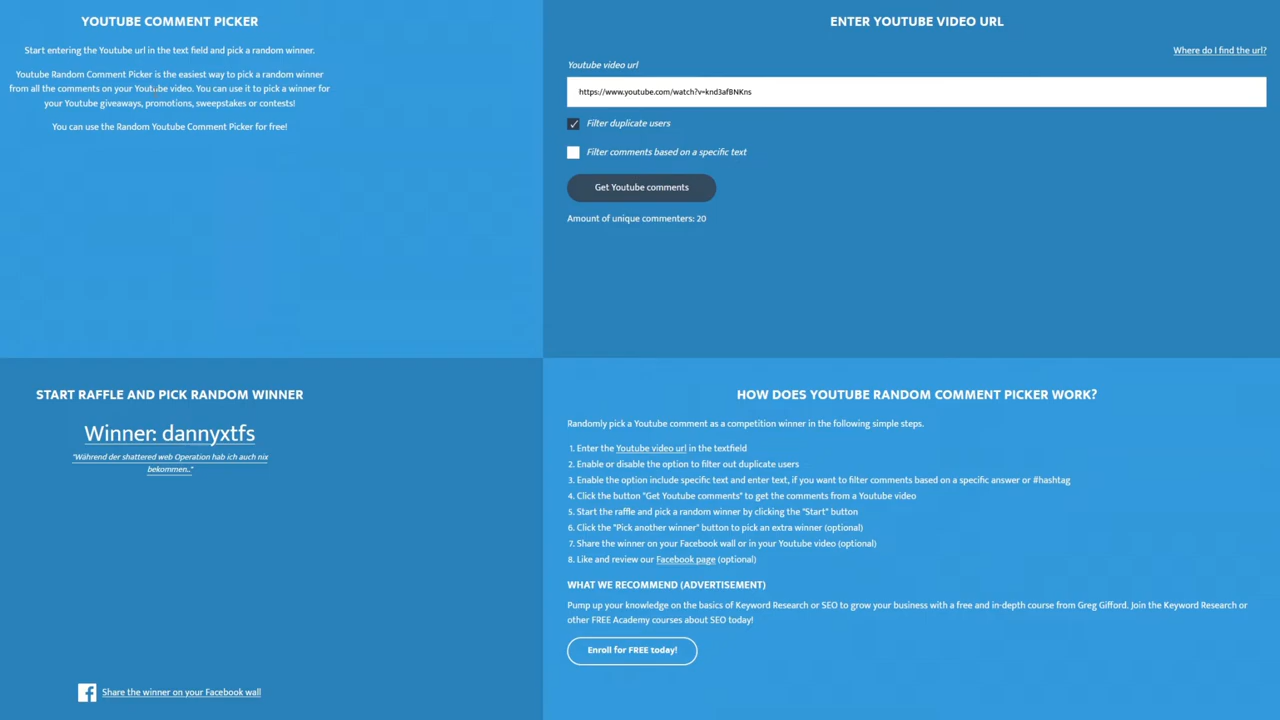 YOUTUBE COMMENT PICKER
Start entering the Youtube url in the text field and pick a random winner.
Youtube Random Comment Picker is the easiest way to pick a random winner
from all the comments on your Youtube video. You can use it to pick a winner for
your Youtube giveaways, promotions, sweepstakes or contests!
You can use the Random Youtube Comment Picker for free!
ENTER YOUTUBE VIDEO URL
Where do I find the url?
Youtube video url
https://www.youtube.com/watch?v=knd3afBNKns
Filter duplicate users
Filter comments based on a specific text
Get Youtube comments
Amount of unique commenters: 20
START RAFFLE AND PICK RANDOM WINNER
Winner: dannyxtfs
"Während der shattered web Operation hab ich auch nix
bekommen.."
Share the winner on your Facebook wall
HOW DOES YOUTUBE RANDOM COMMENT PICKER WORK?
Randomly pick a Youtube comment as a competition winner in the following simple steps.
1. Enter the Youtube video url in the textfield
2. Enable or disable the option to filter out duplicate users
3. Enable the option include specific text and enter text, if you want to filter comments based on a specific answer or #hashtag
4. Click the button "Get Youtube comments" to get the comments from a Youtube video
5. Start the raffle and pick a random winner by clicking the "Start" button
6. Click the "Pick another winner" button to pick an extra winner (optional)
7. Share the winner on your Facebook wall or in your Youtube video (optional)
8. Like and review our Facebook page (optional)
WHAT WE RECOMMEND (ADVERTISEMENT)
Pump up your knowledge on the basics of Keyword Research or SEO to grow your business with a free and in-depth course from Greg Gifford. Join the Keyword Research or
other FREE Academy courses about SEO today!
Enroll for FREE today!